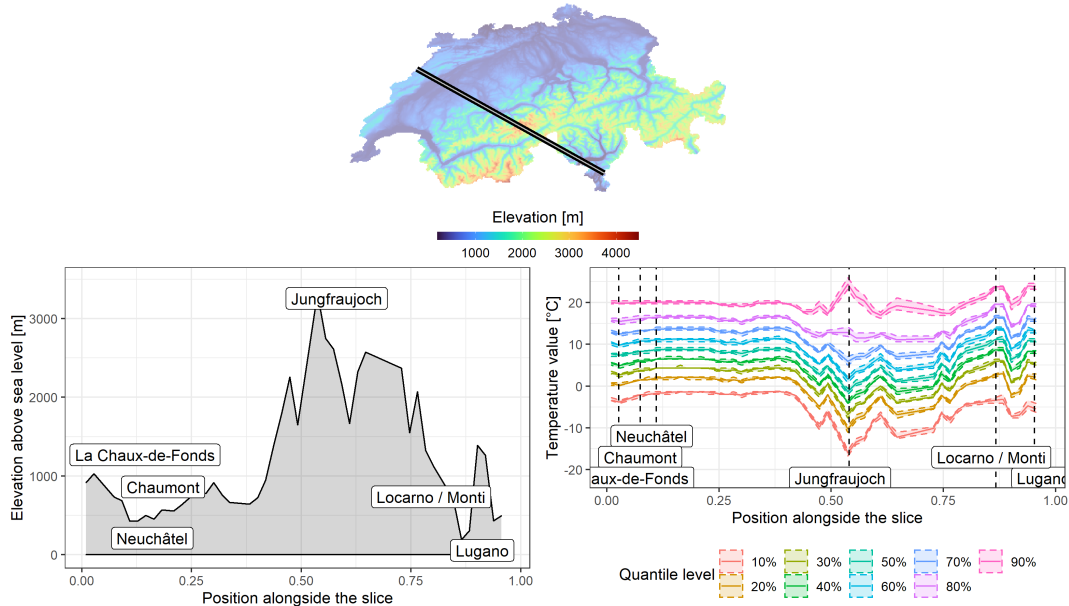 Elevation [m]
1000 2000 3000 4000
Elevation above sea level [m]
3000
2000
1000
0
Jungfraujoch
La Chaux-de-Fonds
Chaumont
Neuchâtel
Locarno / Monti
Lugano
0.00 0.25 0.50 0.75 1.00
Position alongside the slice
Temperature value [°C]
20
10
0
-10
-20
Neuchâtel
Chaumont
aux-de-Fonds
Jungfraujoch
Locarno / Monti
Lugano
0.00 0.25 0.50 0.75 1.00
Position alongside the slice
Quantile level
10% 30% 50% 70% 90%
20% 40% 60% 80%